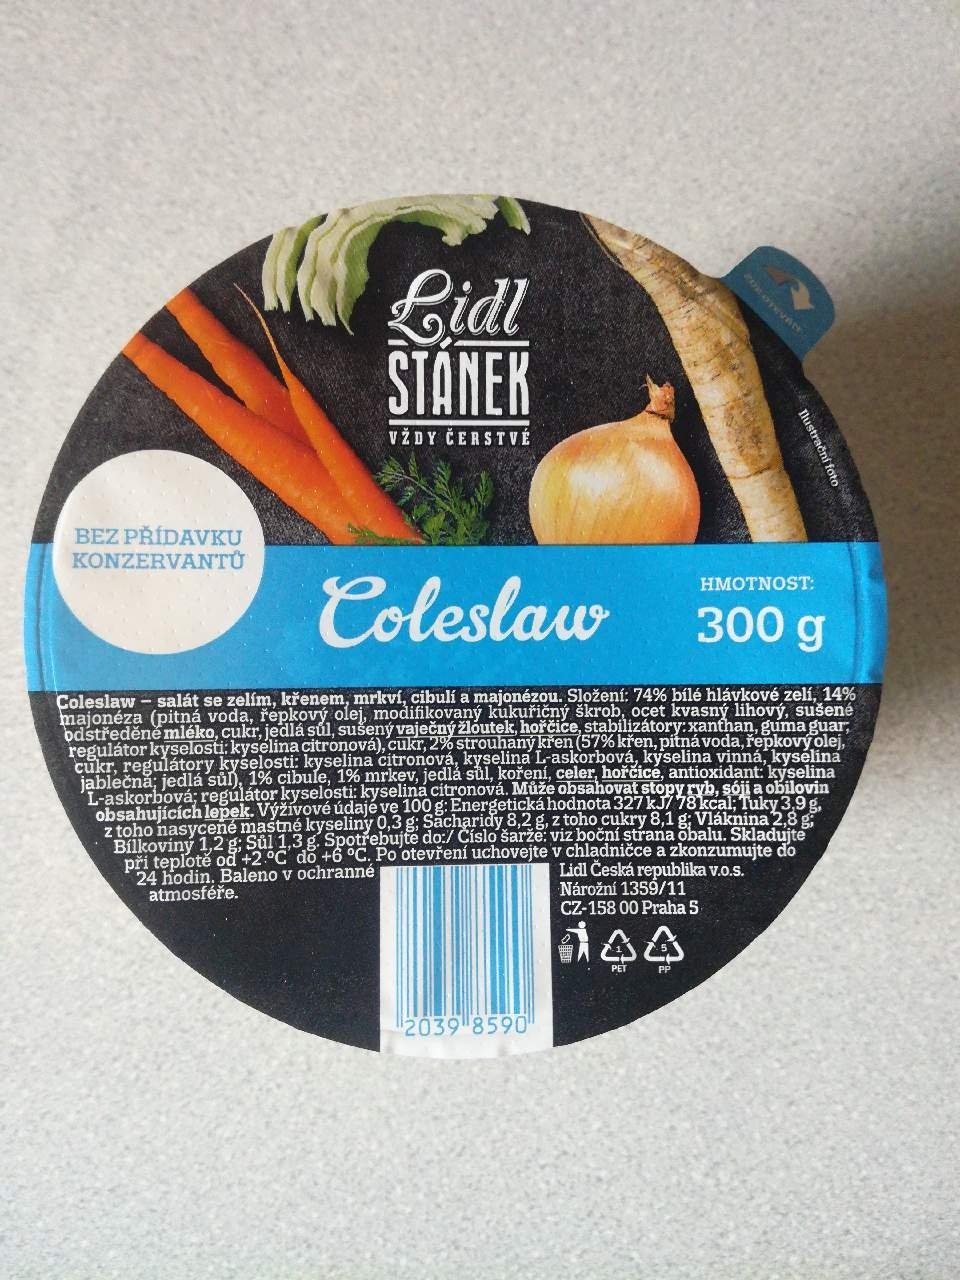 Lidl
STÁNEK
VŽDY ČERSTVÉ
Ilustrační foto
BEZ PŘÍDAVKU
KONZERVANTŮ
Coleslaw
HMOTNOST:
300 g
Coleslaw – salát se zelím, křenem, mrkví, cibulí a majonézou. Složení: 74% bílé hlávkové zelí, 14%
majonéza (pitná voda, řepkový olej, modifikovaný kukuřičný škrob, ocet kvasný lihový, sušené
odstředěné mléko, cukr, jedlá sůl, sušený vaječný žloutek, hořčice, stabilizátory: xanthan, guma guar;
regulátor kyselosti: kyselina citronová), cukr, 2% strouhaný křen (57% křen, pitná voda, řepkový olej,
cukr, regulátory kyselosti: kyselina citronová, kyselina L-askorbová, kyselina vinná, kyselina
jablečná; jedlá sůl), 1% cibule, 1% mrkev, jedlá sůl, koření, celer, hořčice, antioxidant: kyselina
L-askorbová; regulátor kyselosti: kyselina citronová. Může obsahovat stopy ryb, sóji a obilovin
obsahujících lepek. Výživové údaje ve 100 g: Energetická hodnota 327 kJ/ 78 kcal; Tuky 3,9 g,
z toho nasycené mastné kyseliny 0,3 g; Sacharidy 8,2 g, z toho cukry 8,1 g; Vláknina 2,8 g;
Bílkoviny 1,2 g; Sůl 1,3 g. Spotřebujte do:/ Číslo šarže: viz boční strana obalu. Skladujte
při teplotě od +2 °C do +6 °C. Po otevření uchovejte v chladničce a zkonzumujte do
24 hodin. Baleno v ochranné
atmosféře.
Lidl Česká republika v.o.s.
Nárožní 1359/11
CZ-158 00 Praha 5
1
PET
5
PP
2039 8590